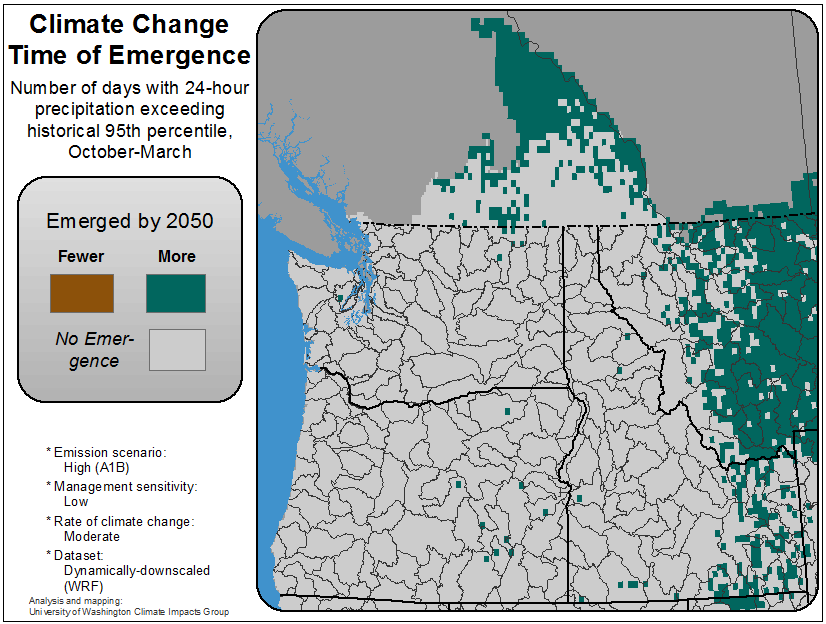 Climate Change
Time of Emergence
Number of days with 24-hour
precipitation exceeding
historical 95th percentile,
October-March
Emerged by 2050
Fewer More
No Emer-
gence
* Emission scenario:
High (A1B)
* Management sensitivity:
Low
* Rate of climate change:
Moderate
* Dataset:
Dynamically-downscaled
(WRF)
Analysis and mapping:
University of Washington Climate Impacts Group